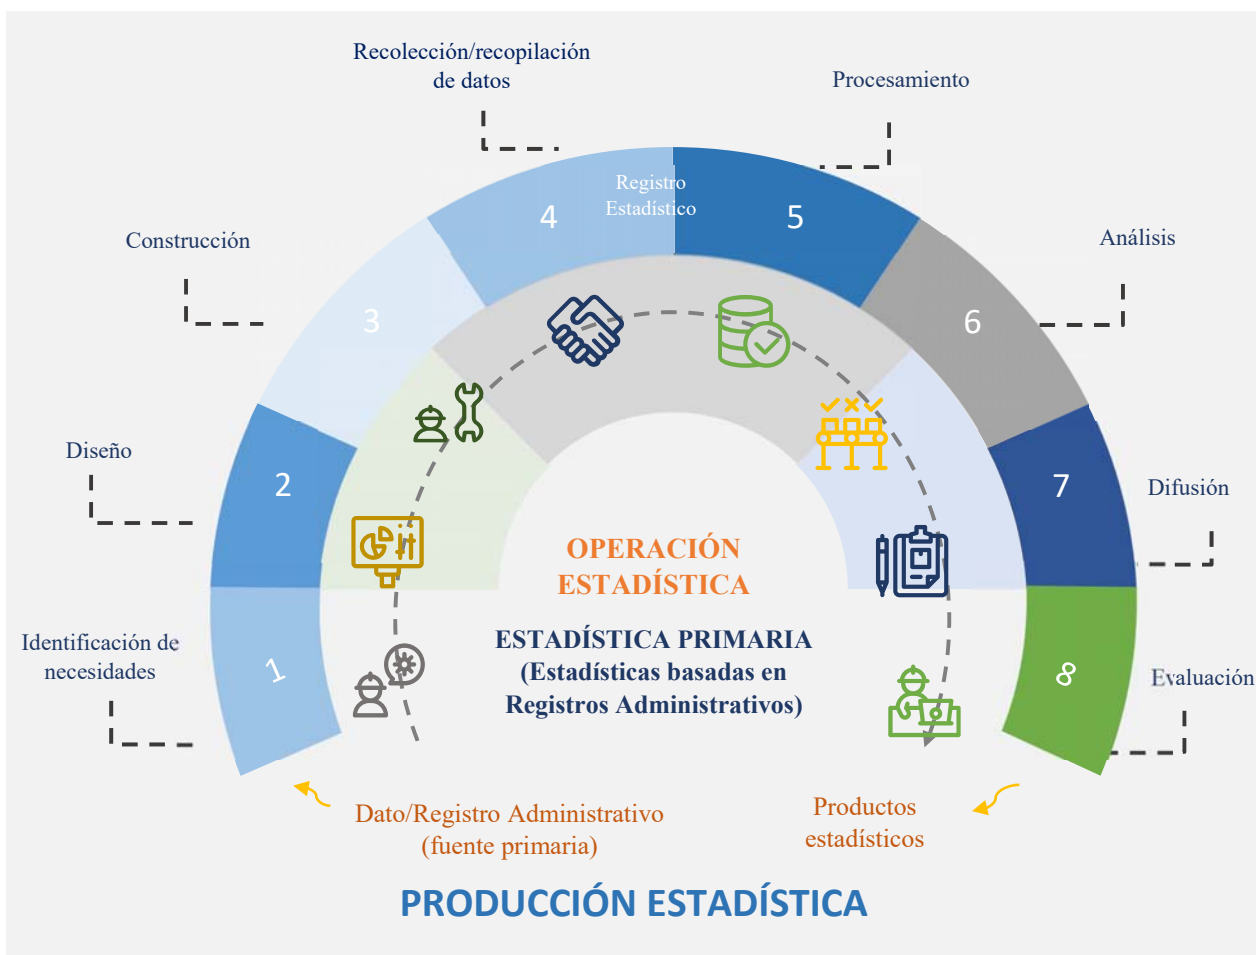 Recolección/recopilación
de datos
Procesamiento
Registro
Estadístico
4
5
Construcción
Análisis
3
6
Diseño
Difusión
2
7
OPERACIÓN
ESTADÍSTICA
Identificación de
necesidades
ESTADÍSTICA PRIMARIA
(Estadísticas basadas en
Registros Administrativos)
1
8
Evaluación
Dato/Registro Administrativo
(fuente primaria)
Productos
estadísticos
PRODUCCIÓN ESTADÍSTICA